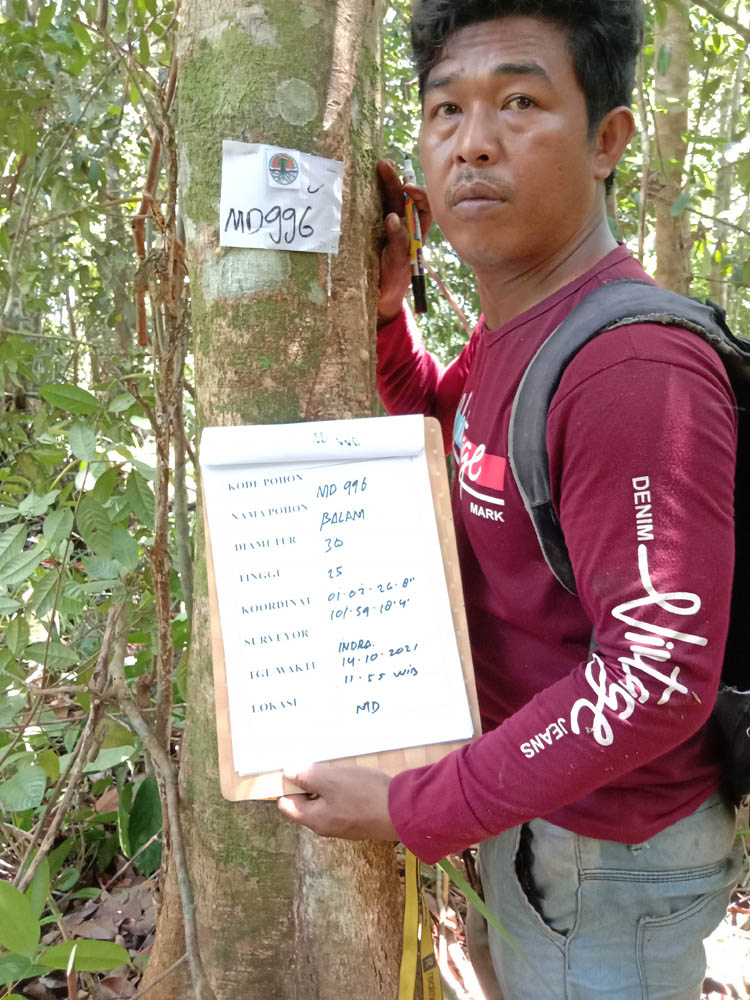 MD996
KODE POHON MD 996
NAMA POHON BALAM
DIAMETER 30
TINGGI 25
KOORDINAT 01·02·26·8"
101·59·18·4"
SURVEYOR INDRA.
TGL WAKTU 14·10·2021
11·55 WIB
LOKASI MD
MARK
DENIM
Vintage
JEANS